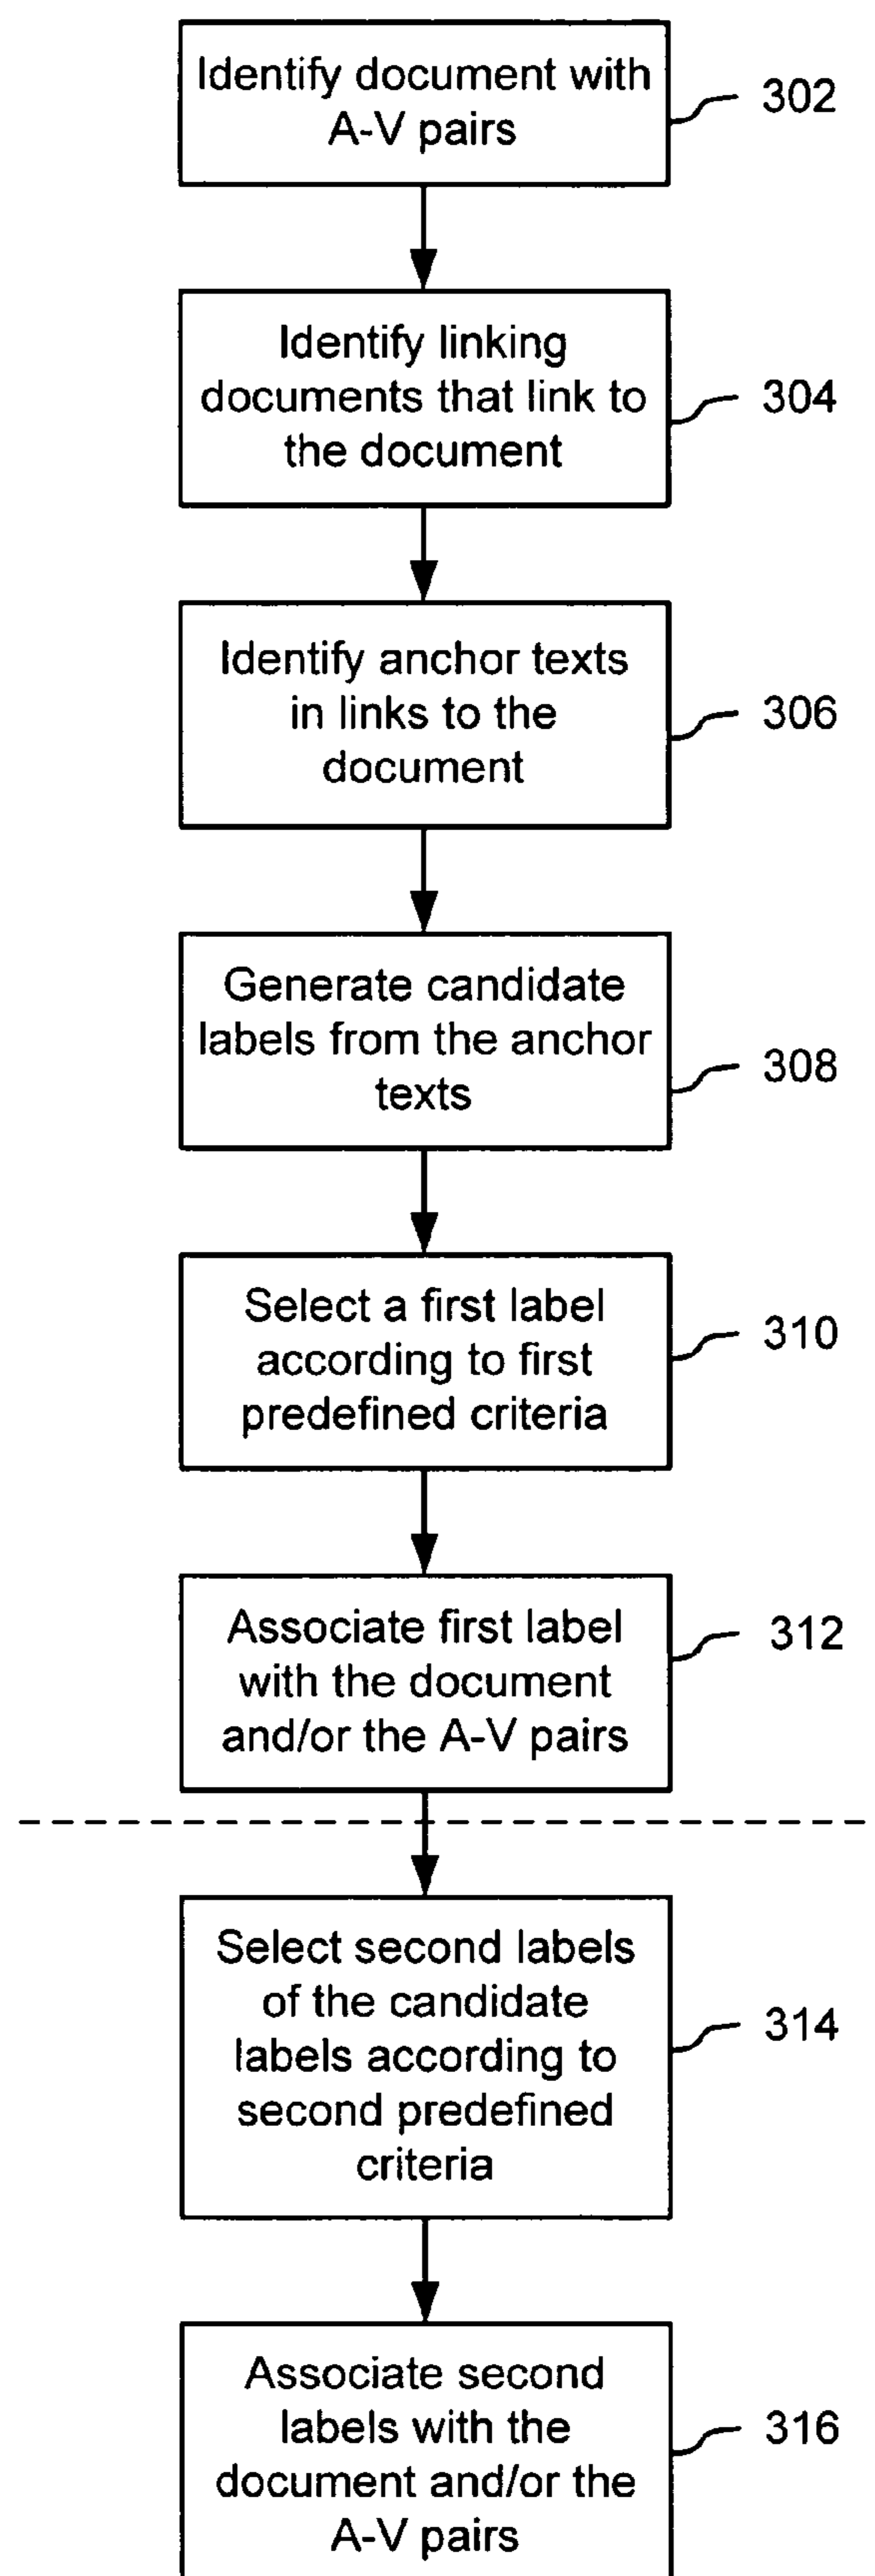 Identify document with
A-V pairs
302
Identify linking
documents that link to
the document
304
Identify anchor texts
in links to the
document
306
Generate candidate
labels from the anchor
texts
308
Select a first label
according to first
predefined criteria
310
Associate first label
with the document
and/or the A-V pairs
312
Select second labels
of the candidate
labels according to
second predefined
criteria
314
Associate second
labels with the
document and/or the
A-V pairs
316